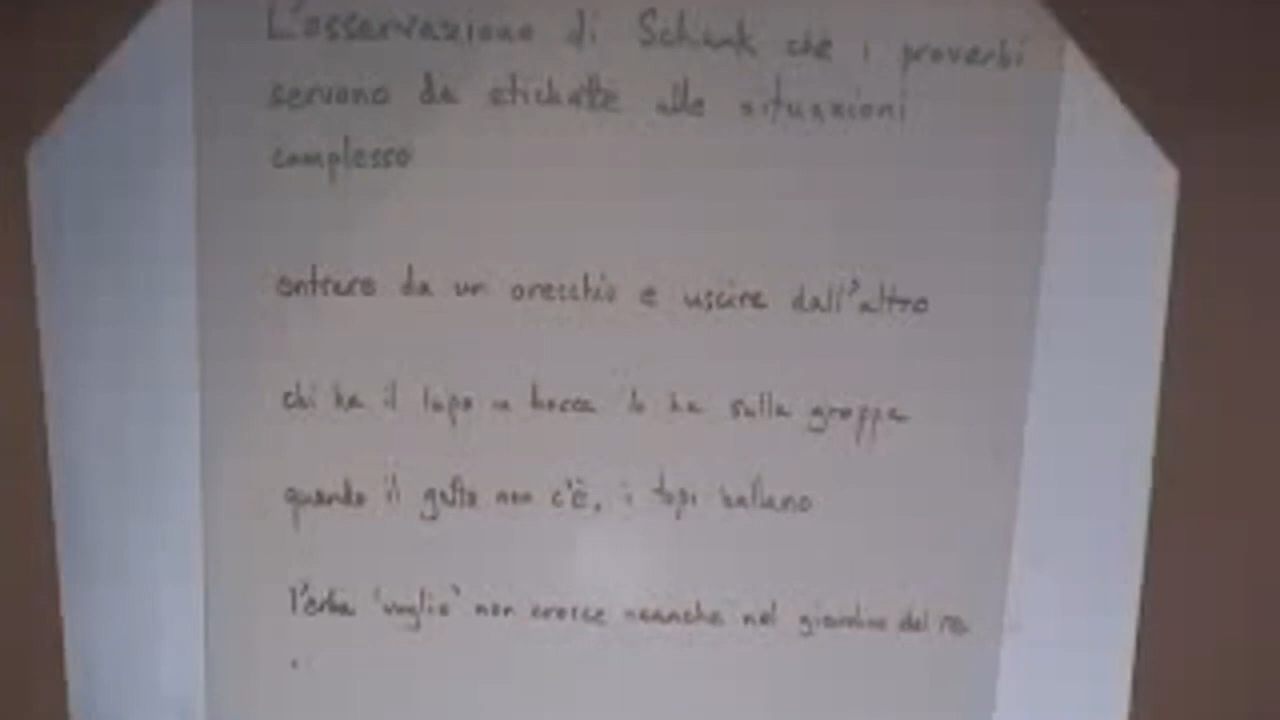 L'osservazione di Schank che i proverbi
servono da etichette alle situazioni
complesse
entrare da un orecchio e uscire dall'altro
chi ha il lupo in bocca lo ha sulla groppa
quando il gatto non c'è, i topi ballano
l'erba 'voglio' non cresce neanche nel giardino del re